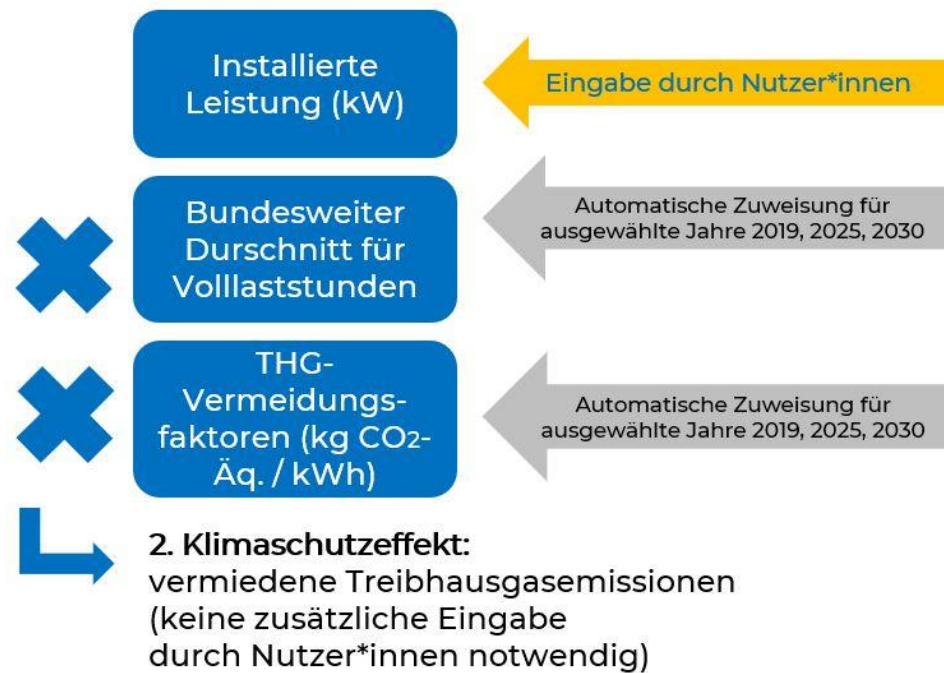 Installierte
Leistung (kW)
Eingabe durch Nutzer*innen
Bundesweiter
Durschnitt für
Volllaststunden
Automatische Zuweisung für
ausgewählte Jahre 2019, 2025, 2030
THG-
Vermeidungs-
faktoren (kg CO2-
Äq. / kWh)
Automatische Zuweisung für
ausgewählte Jahre 2019, 2025, 2030
2. Klimaschutzeffekt:
vermiedene Treibhausgasemissionen
(keine zusätzliche Eingabe
durch Nutzer*innen notwendig)